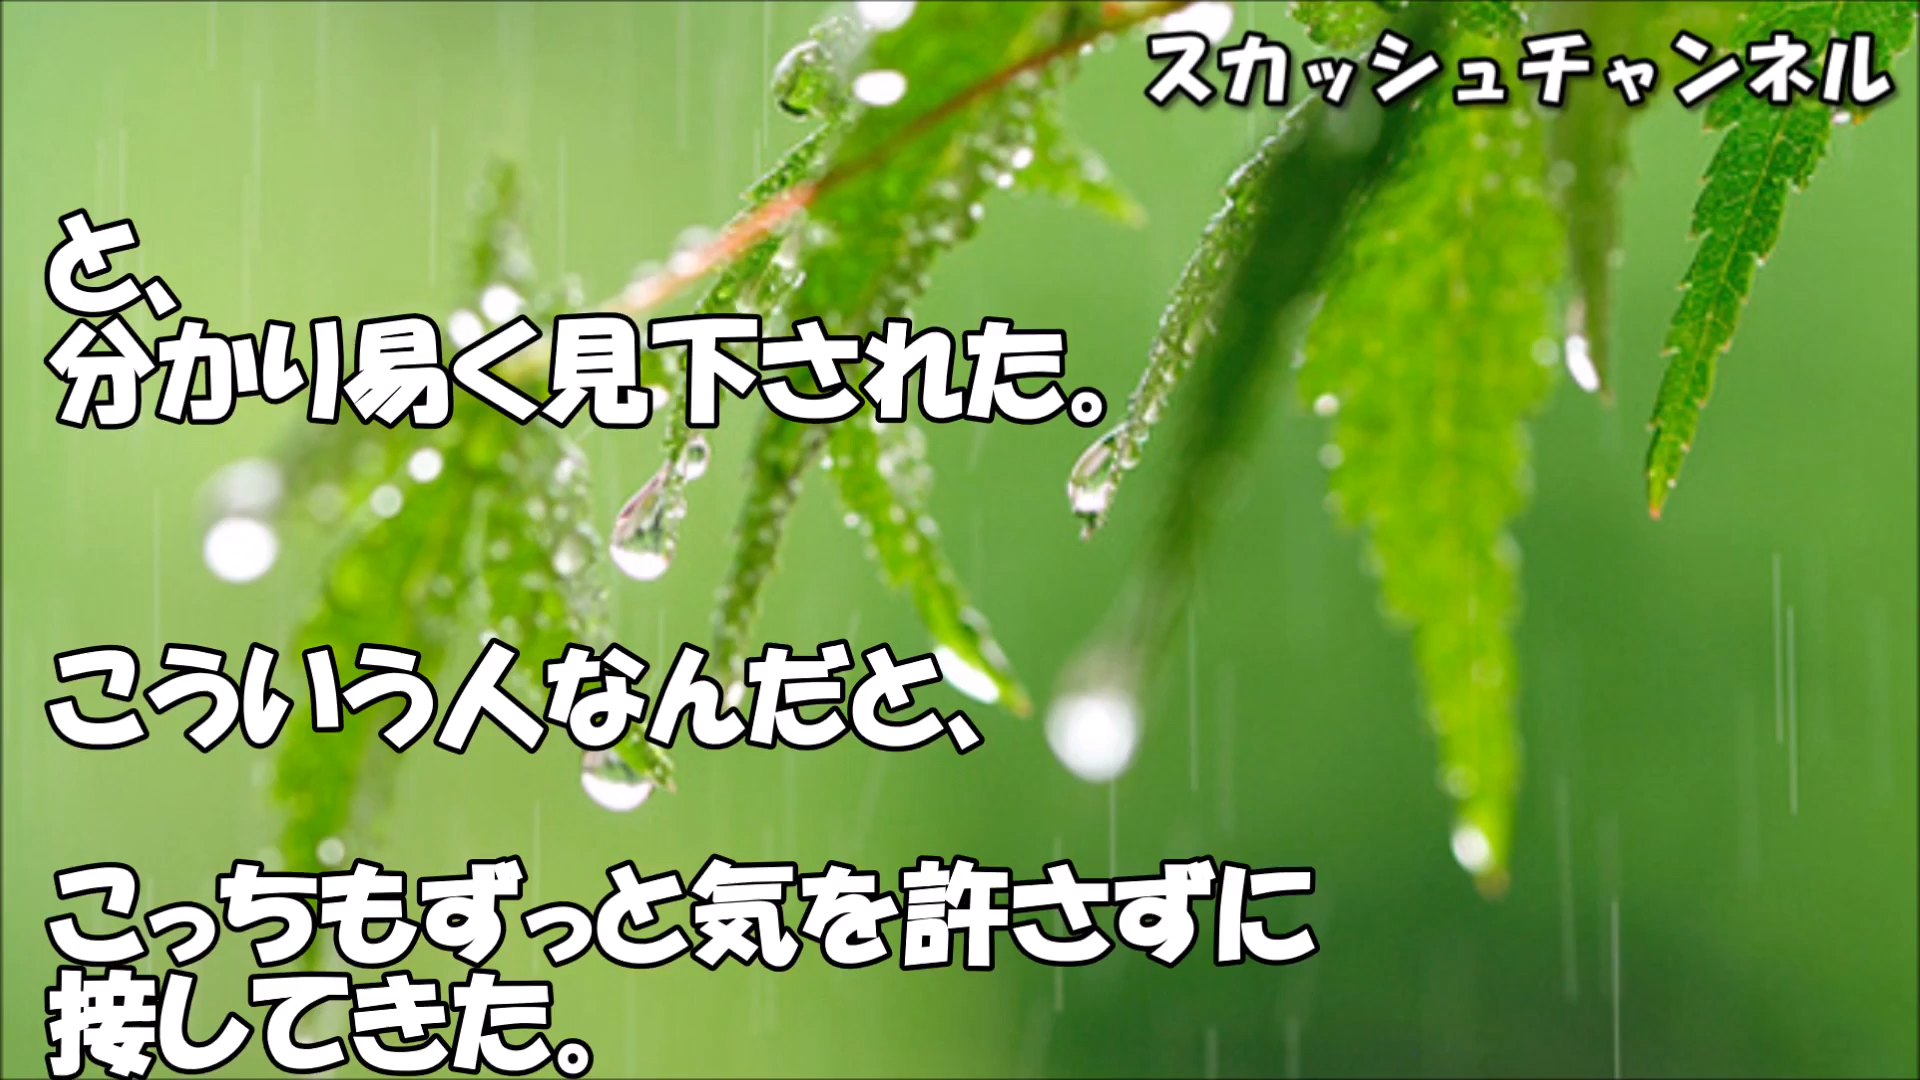 スカッシュチャンネル
と、
分かり易く見下された。
こういう人なんだと、
こっちもずっと気を許さずに
接してきた。